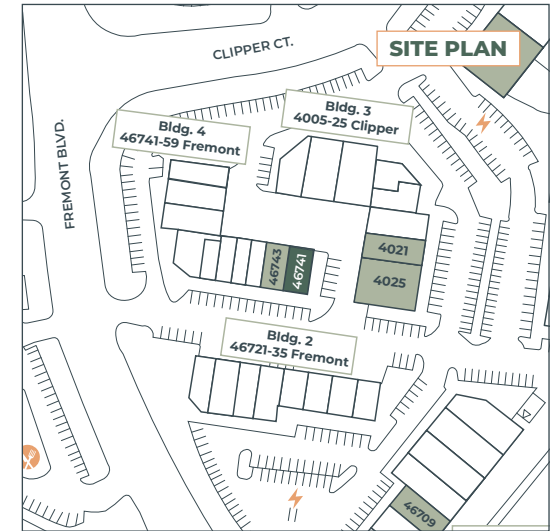 CLIPPER CT.
SITE PLAN
Bldg. 3
4005-25 Clipper
Bldg. 4
46741-59 Fremont
FREMONT BLVD.
4021
46743
46741
4025
Bldg. 2
46721-35 Fremont
46709